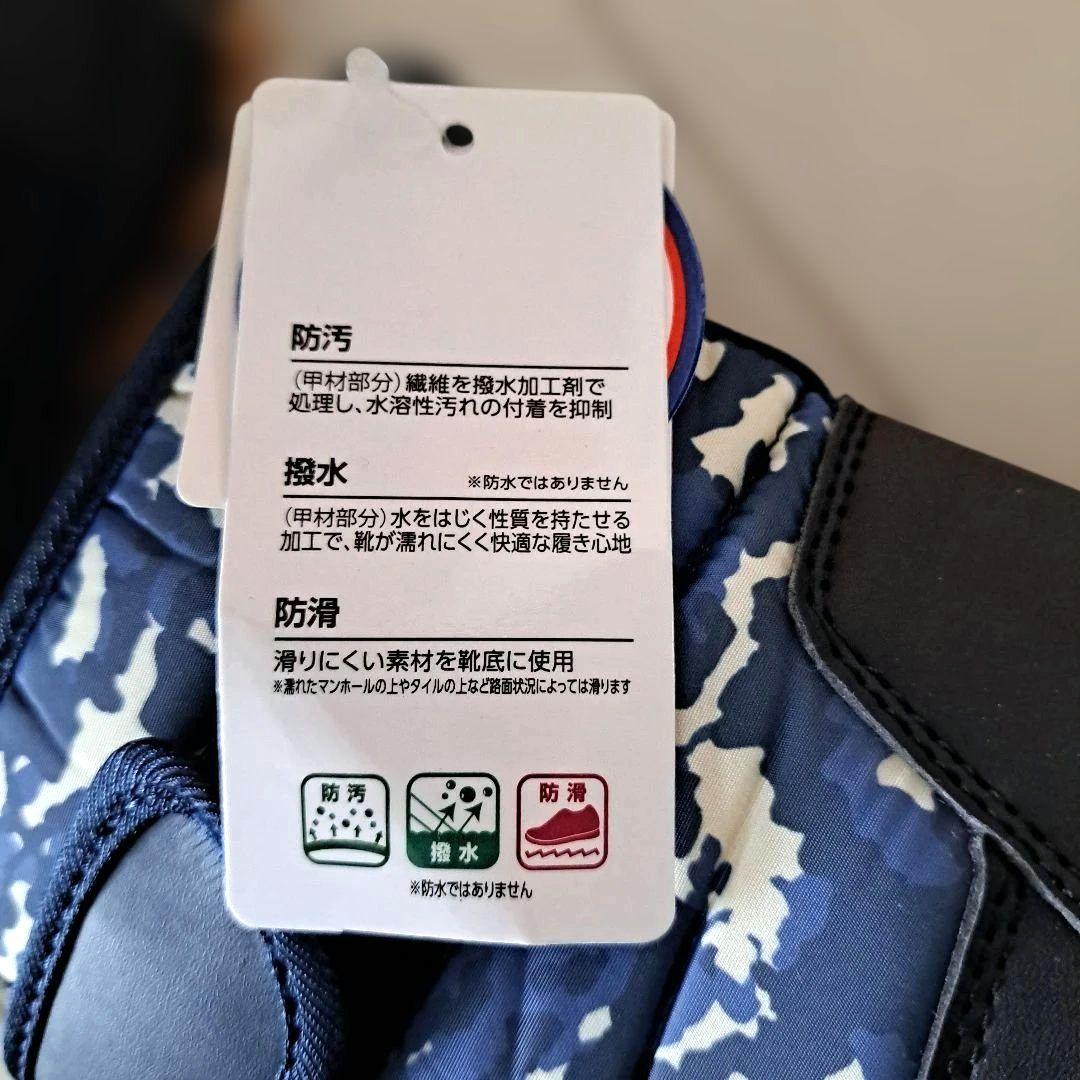 防汚
(甲材部分)繊維を撥水加工剤で
処理し、水溶性汚れの付着を抑制
撥水 ※防水ではありません
(甲材部分)水をはじく性質を持たせる
加工で、靴が濡れにくく快適な履き心地
防滑
滑りにくい素材を靴底に使用
※濡れたマンホールの上やタイルの上など路面状況によっては滑ります
防汚 撥水 防滑
※防水ではありません